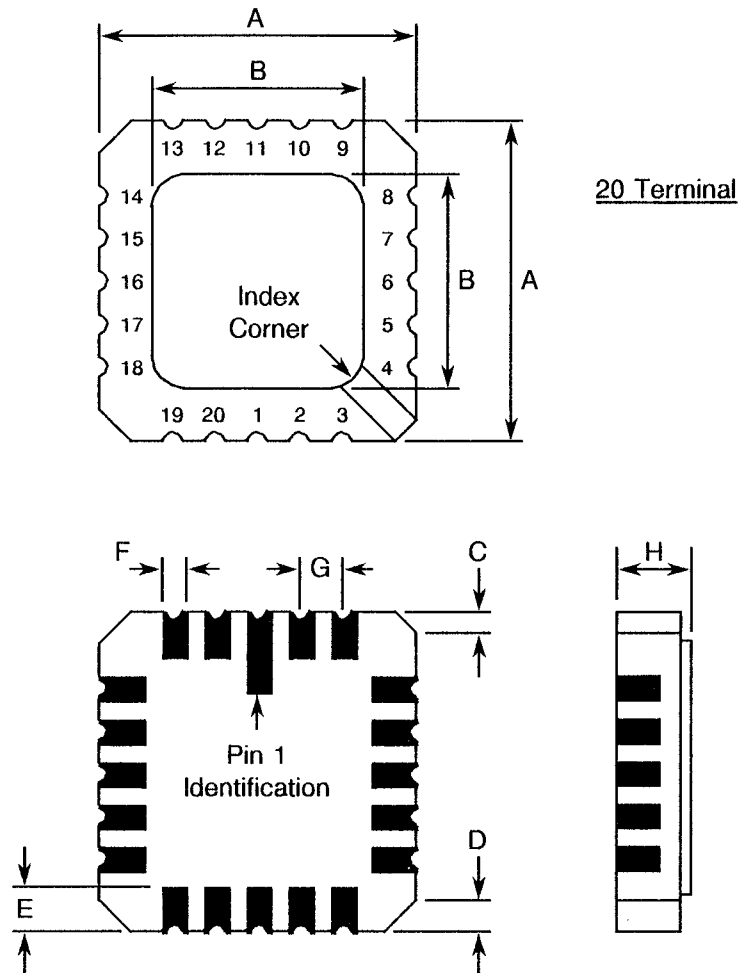 A
B
13 12 11 10 9
20 Terminal
14 8
15 7
16 6
B A
Index
Corner
17 5
18 4
19 20 1 2 3
F G C H
Pin 1
Identification
D
E